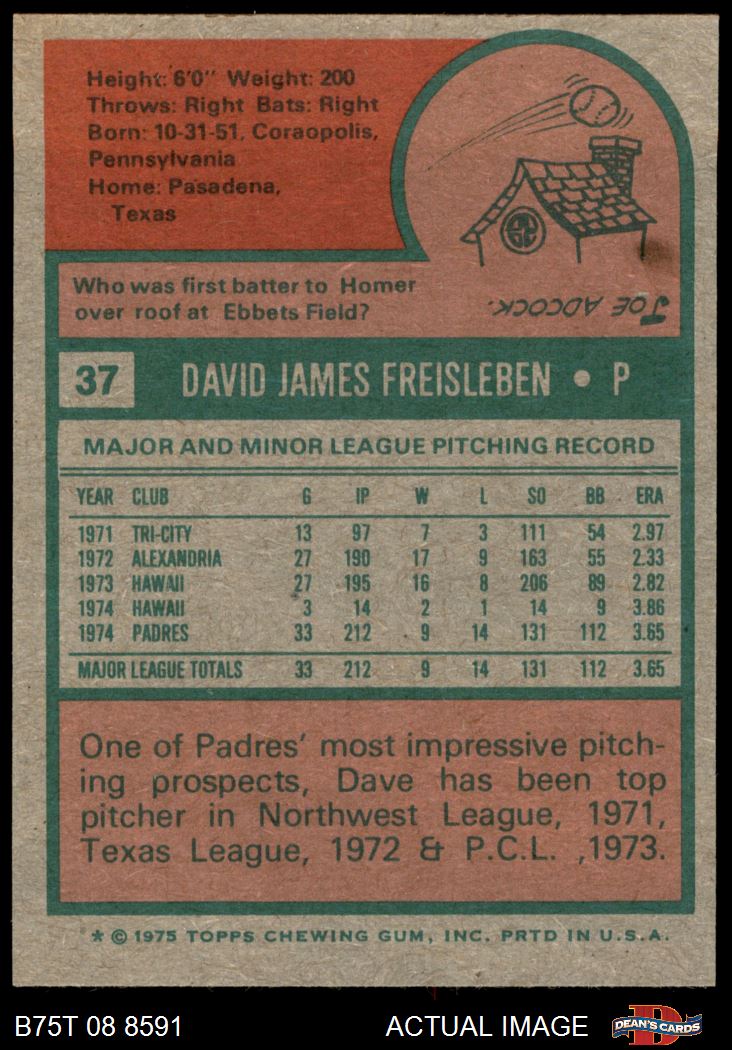 Height: 6'0" Weight: 200
Throws: Right Bats: Right
Born: 10-31-51, Coraopolis,
Pennsylvania
Home: Pasadena,
Texas
Who was first batter to Homer
over roof at Ebbets Field?
JOE ADCOCK.
37 DAVID JAMES FREISLEBEN • P
MAJOR AND MINOR LEAGUE PITCHING RECORD
YEAR CLUB G IP W L SO BB ERA
1971 TRI-CITY 13 97 7 3 111 54 2.97
1972 ALEXANDRIA 27 190 17 9 163 55 2.33
1973 HAWAII 27 195 16 8 206 89 2.82
1974 HAWAII 3 14 2 1 14 9 3.86
1974 PADRES 33 212 9 14 131 112 3.65
MAJOR LEAGUE TOTALS 33 212 9 14 131 112 3.65
One of Padres' most impressive pitch-
ing prospects, Dave has been top
pitcher in Northwest League, 1971,
Texas League, 1972 & P.C.L. ,1973.
* © 1975 TOPPS CHEWING GUM, INC. PRTD IN U.S.A.
B75T 08 8591 ACTUAL IMAGE
D
DEAN'S CARDS